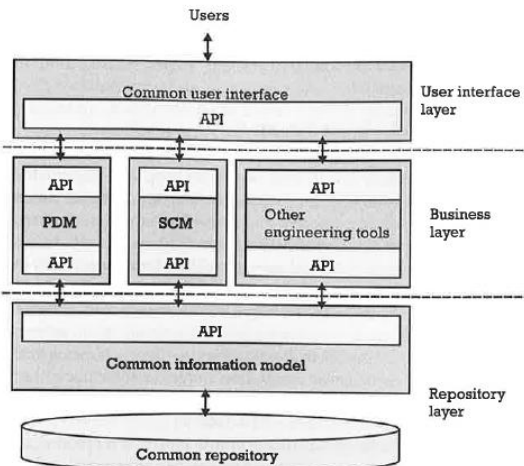 Users
Common user interface
API
User interface
layer
API
API
API
PDM
SCM
Other
engineering tools
API
API
API
Business
layer
API
Common information model
Repository
layer
Common repository